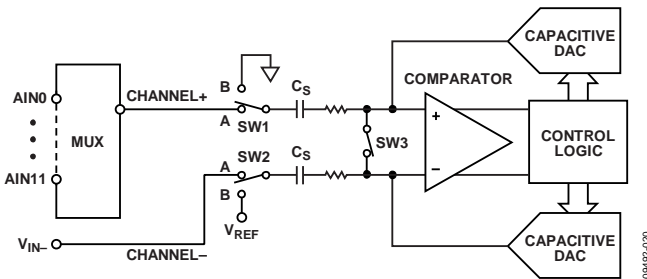 CAPACITIVE
DAC
B
CHANNEL+
CS
COMPARATOR
AIN0
A
SW1
+
MUX
SW3
CONTROL
LOGIC
SW2
CS
A
AIN11
B
–
VREF
VIN–
CHANNEL–
CAPACITIVE
DAC
09492-020